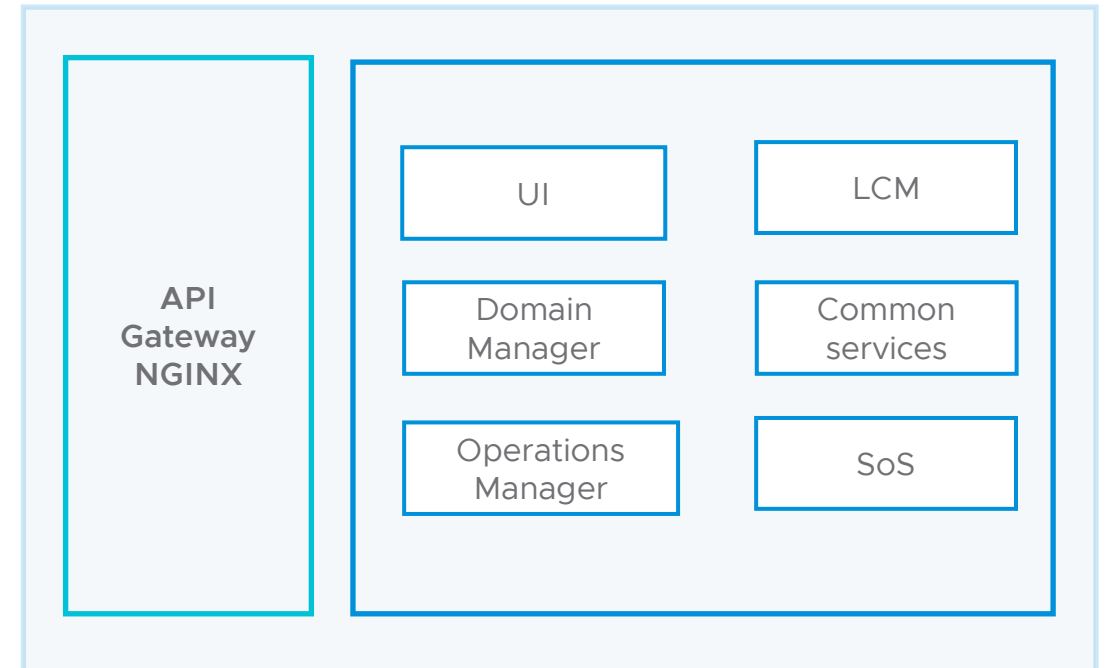 API
Gateway
NGINX
UI
LCM
Domain
Manager
Common
services
Operations
Manager
SoS